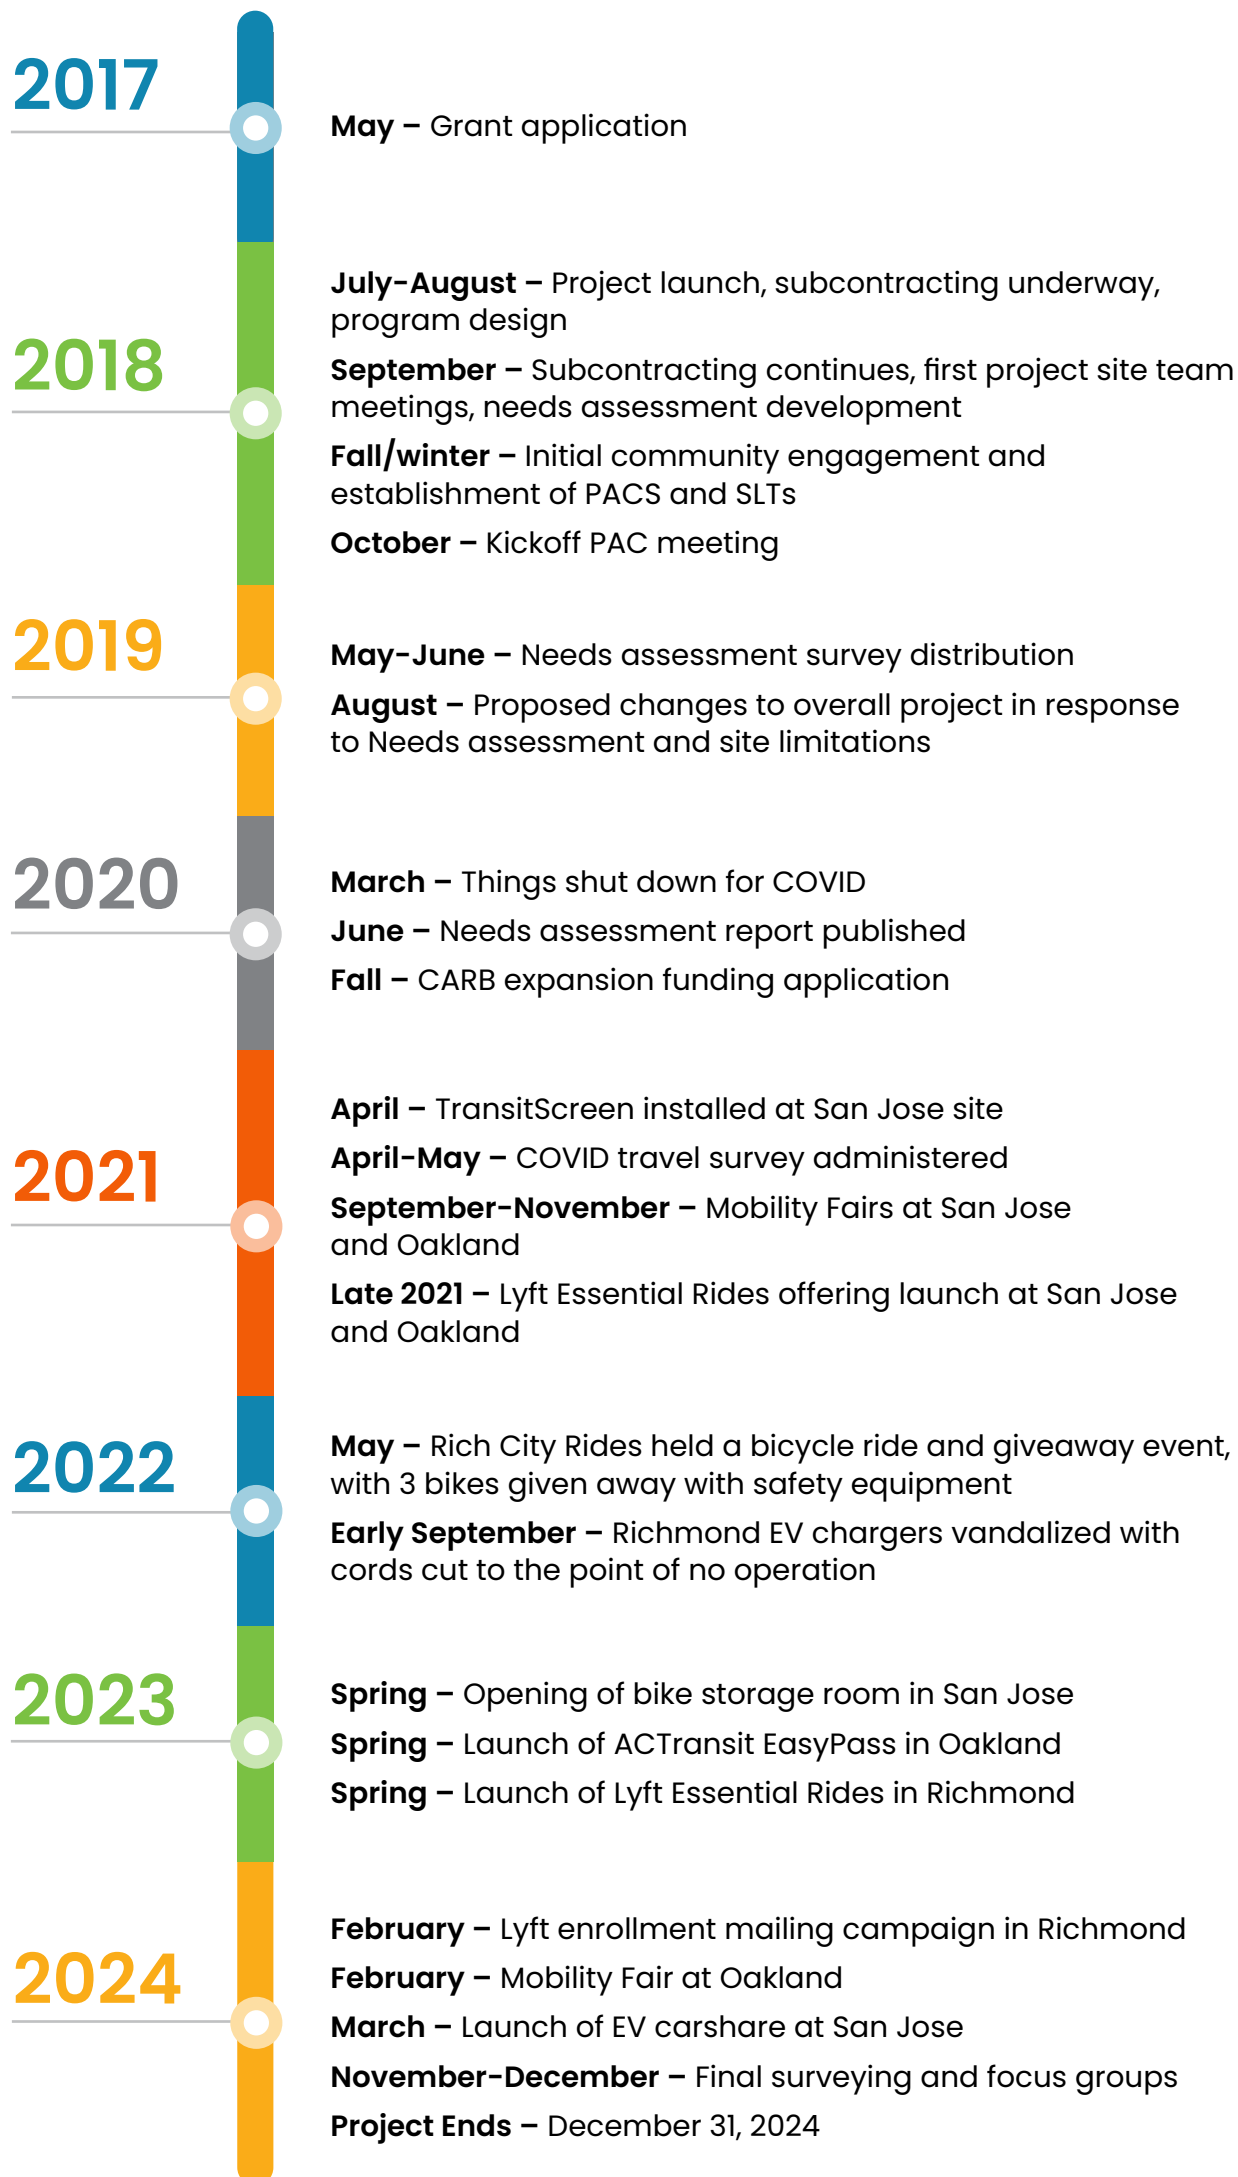 2017
May – Grant application
2018
July-August – Project launch, subcontracting underway,
program design
September – Subcontracting continues, first project site team
meetings, needs assessment development
Fall/winter – Initial community engagement and
establishment of PACS and SLTs
October – Kickoff PAC meeting
2019
May-June – Needs assessment survey distribution
August – Proposed changes to overall project in response
to Needs assessment and site limitations
2020
March – Things shut down for COVID
June – Needs assessment report published
Fall – CARB expansion funding application
2021
April – TransitScreen installed at San Jose site
April-May – COVID travel survey administered
September-November – Mobility Fairs at San Jose
and Oakland
Late 2021 – Lyft Essential Rides offering launch at San Jose
and Oakland
2022
May – Rich City Rides held a bicycle ride and giveaway event,
with 3 bikes given away with safety equipment
Early September – Richmond EV chargers vandalized with
cords cut to the point of no operation
2023
Spring – Opening of bike storage room in San Jose
Spring – Launch of ACTransit EasyPass in Oakland
Spring – Launch of Lyft Essential Rides in Richmond
2024
February – Lyft enrollment mailing campaign in Richmond
February – Mobility Fair at Oakland
March – Launch of EV carshare at San Jose
November-December – Final surveying and focus groups
Project Ends – December 31, 2024